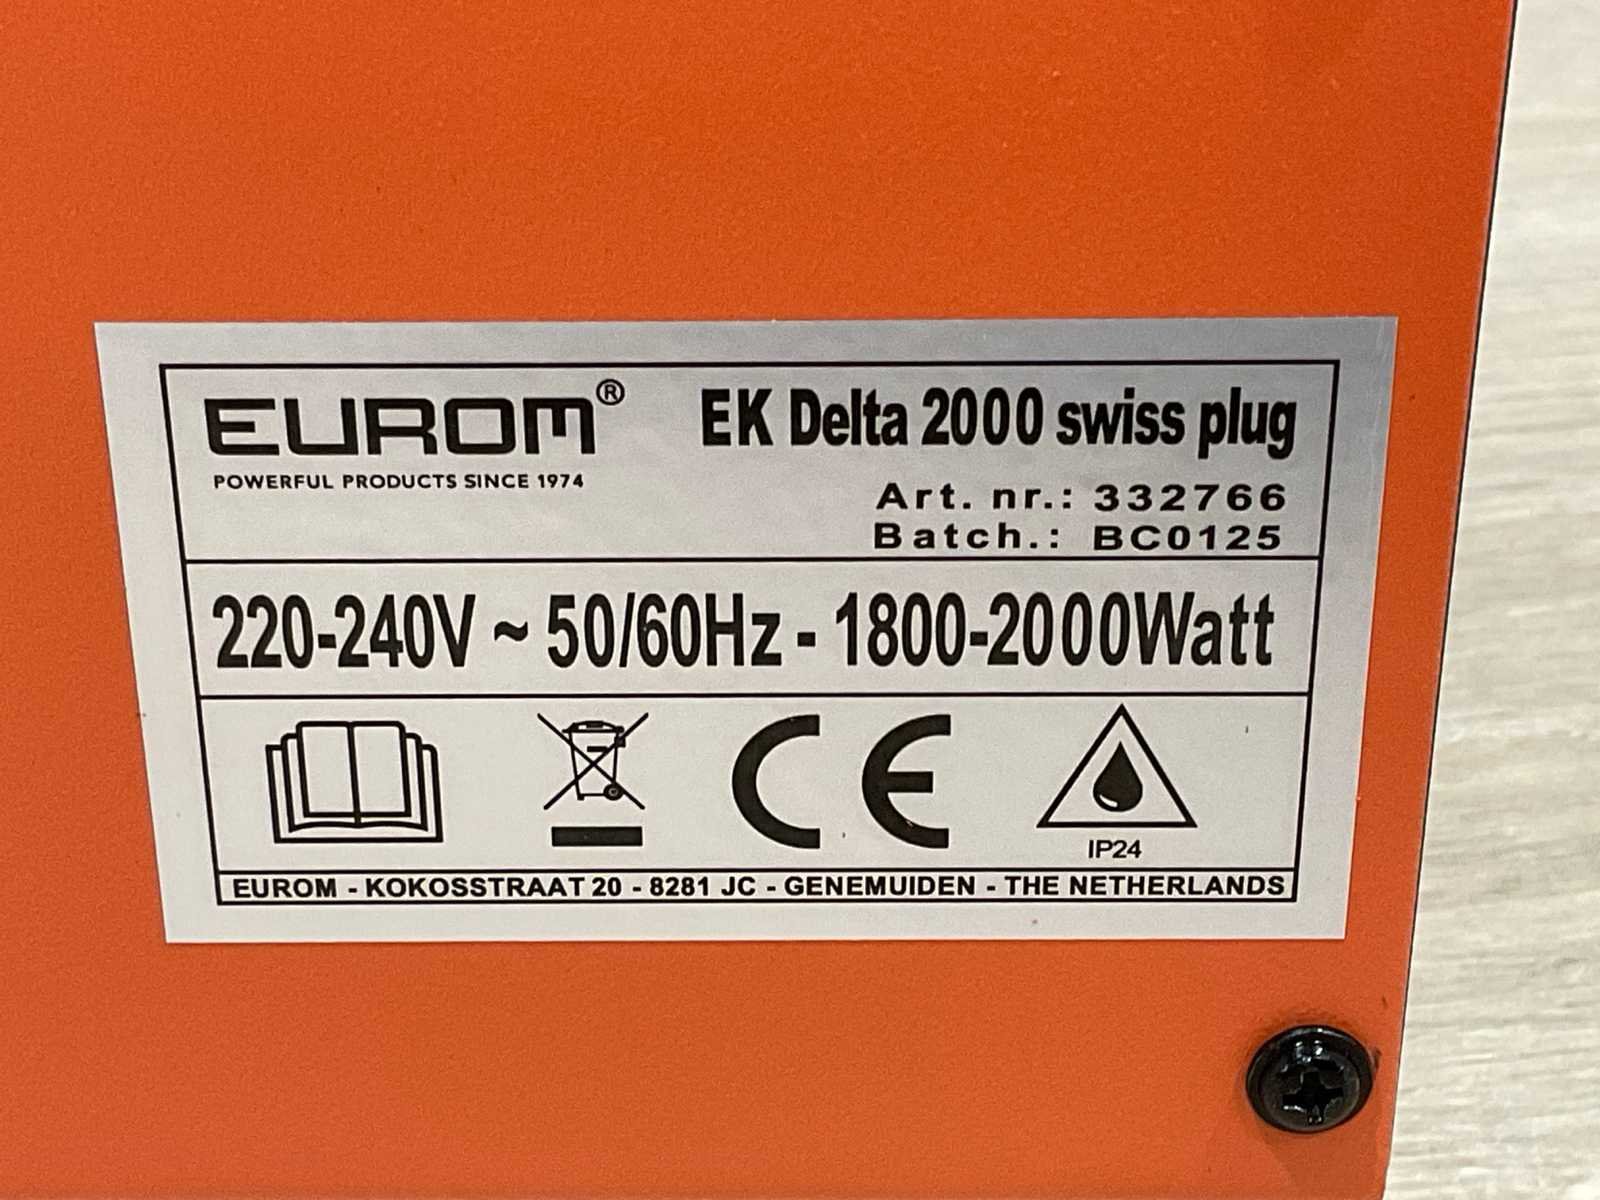 EUROM®
POWERFUL PRODUCTS SINCE 1974
EK Delta 2000 swiss plug
Art. nr.: 332766
Batch.: BC0125
220-240V ~ 50/60Hz - 1800-2000Watt
CE
IP24
EUROM - KOKOSSTRAAT 20 - 8281 JC - GENEMUIDEN - THE NETHERLANDS